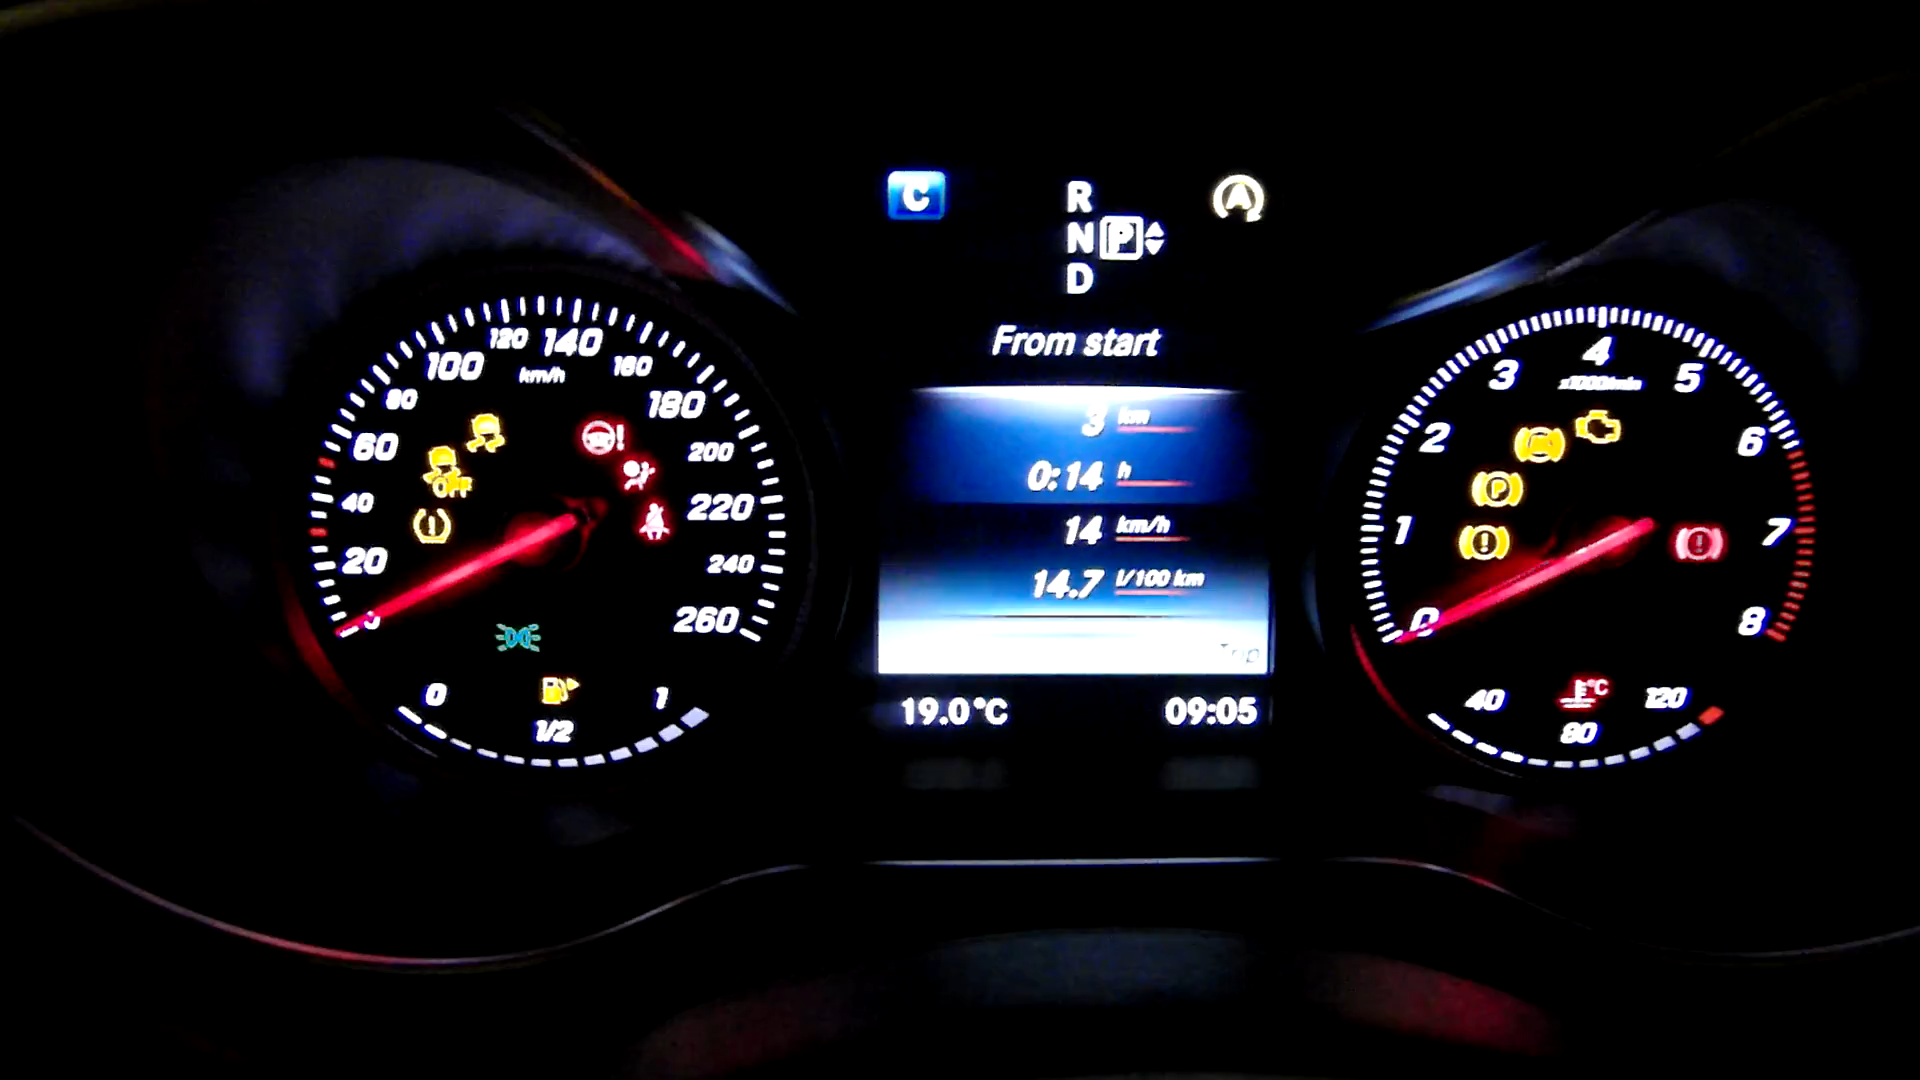 C
A
R
N P
D
From start
3 km
0:14 h
14 km/h
14.7 l/100 km
Trip
19.0°C 09:05
0 20 40 60 80 100 120 140 160 180 200 220 240 260
km/h
OFF
!
!
0 1/2 1
0 1 2 3 4 5 6 7 8
x1000/min
P
!
!
°C
40 80 120